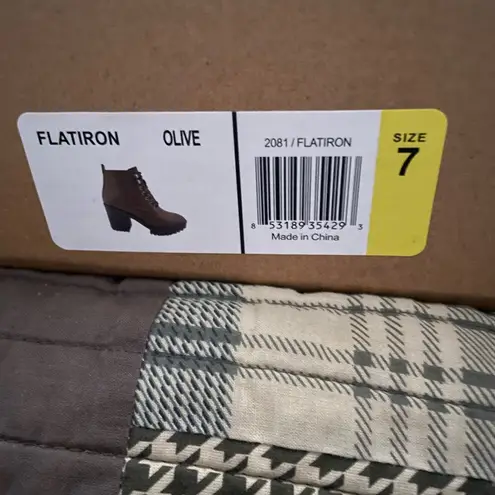 FLATIRON OLIVE
2081 / FLATIRON
8 53189 35429 3
Made in China
SIZE
7